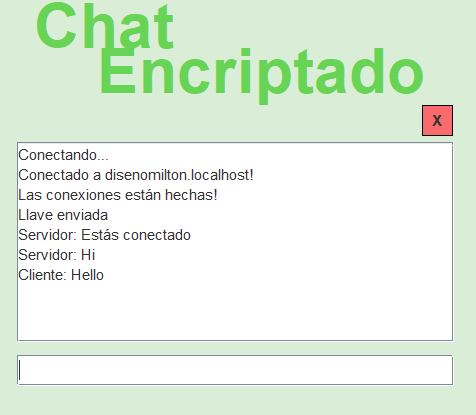 Chat
Encriptado
X
Conectando...
Conectado a disenomilton.localhost!
Las conexiones están hechas!
Llave enviada
Servidor: Estás conectado
Servidor: Hi
Cliente: Hello